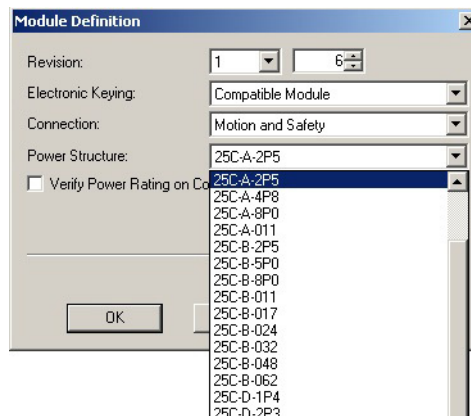 Module Definition
Revision: 1 6
Electronic Keying: Compatible Module
Connection: Motion and Safety
Power Structure: 25C-A-2P5
Verify Power Rating on Co
25C-A-2P5
25C-A-4P8
25C-A-8P0
25C-A-011
25C-B-2P5
25C-B-5P0
25C-B-8P0
25C-B-011
25C-B-017
25C-B-024
25C-B-032
25C-B-048
25C-B-062
25C-D-1P4
25C-D-2P3
OK